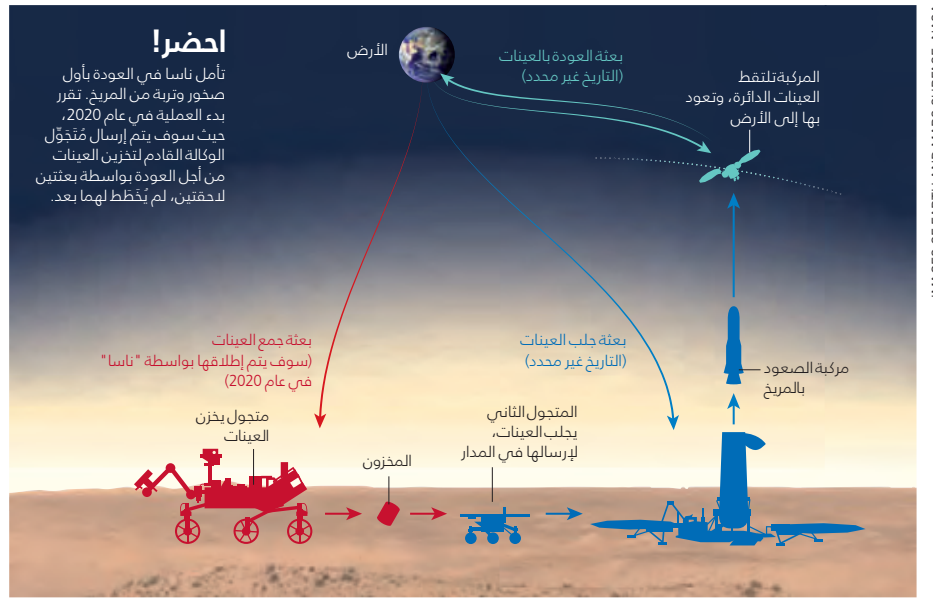 احضر!
تأمل ناسا في العودة بأول
صخور وتربة من المريخ. تقرر
بدء العملية في عام 2020،
حيث سوف يتم إرسال مُتَجَوِّل
الوكالة القادم لتخزين العينات
من أجل العودة بواسطة بعثتين
لاحقتين، لم يُخَطَط لهما بعد.
الأرض
بعثة العودة بالعينات
(التاريخ غير محدد)
المركبة تلتقط
العينات الدائرة، وتعود
بها إلى الأرض
بعثة جمع العينات
(سوف يتم إطلاقها بواسطة "ناسا"
في عام 2020)
بعثة جلب العينات
(التاريخ غير محدد)
مركبة الصعود
بالمريخ
متجول يخزن
العينات
المخزون
المتجول الثاني
يجلب العينات،
لإرسالها في المدار